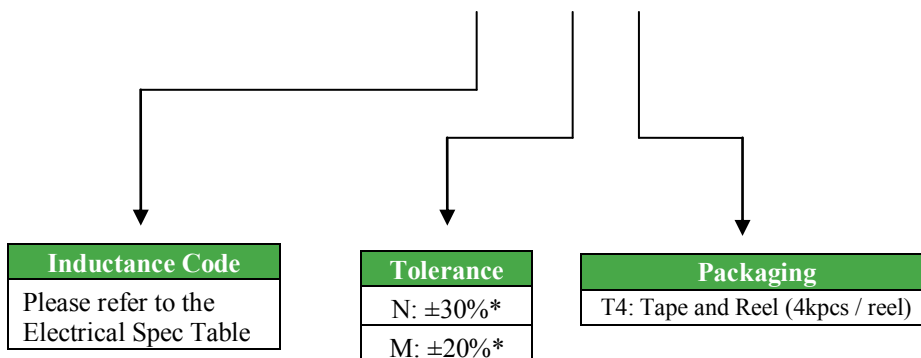 Inductance Code
Please refer to the
Electrical Spec Table
Tolerance
N: ±30%*
M: ±20%*
Packaging
T4: Tape and Reel (4kpcs / reel)